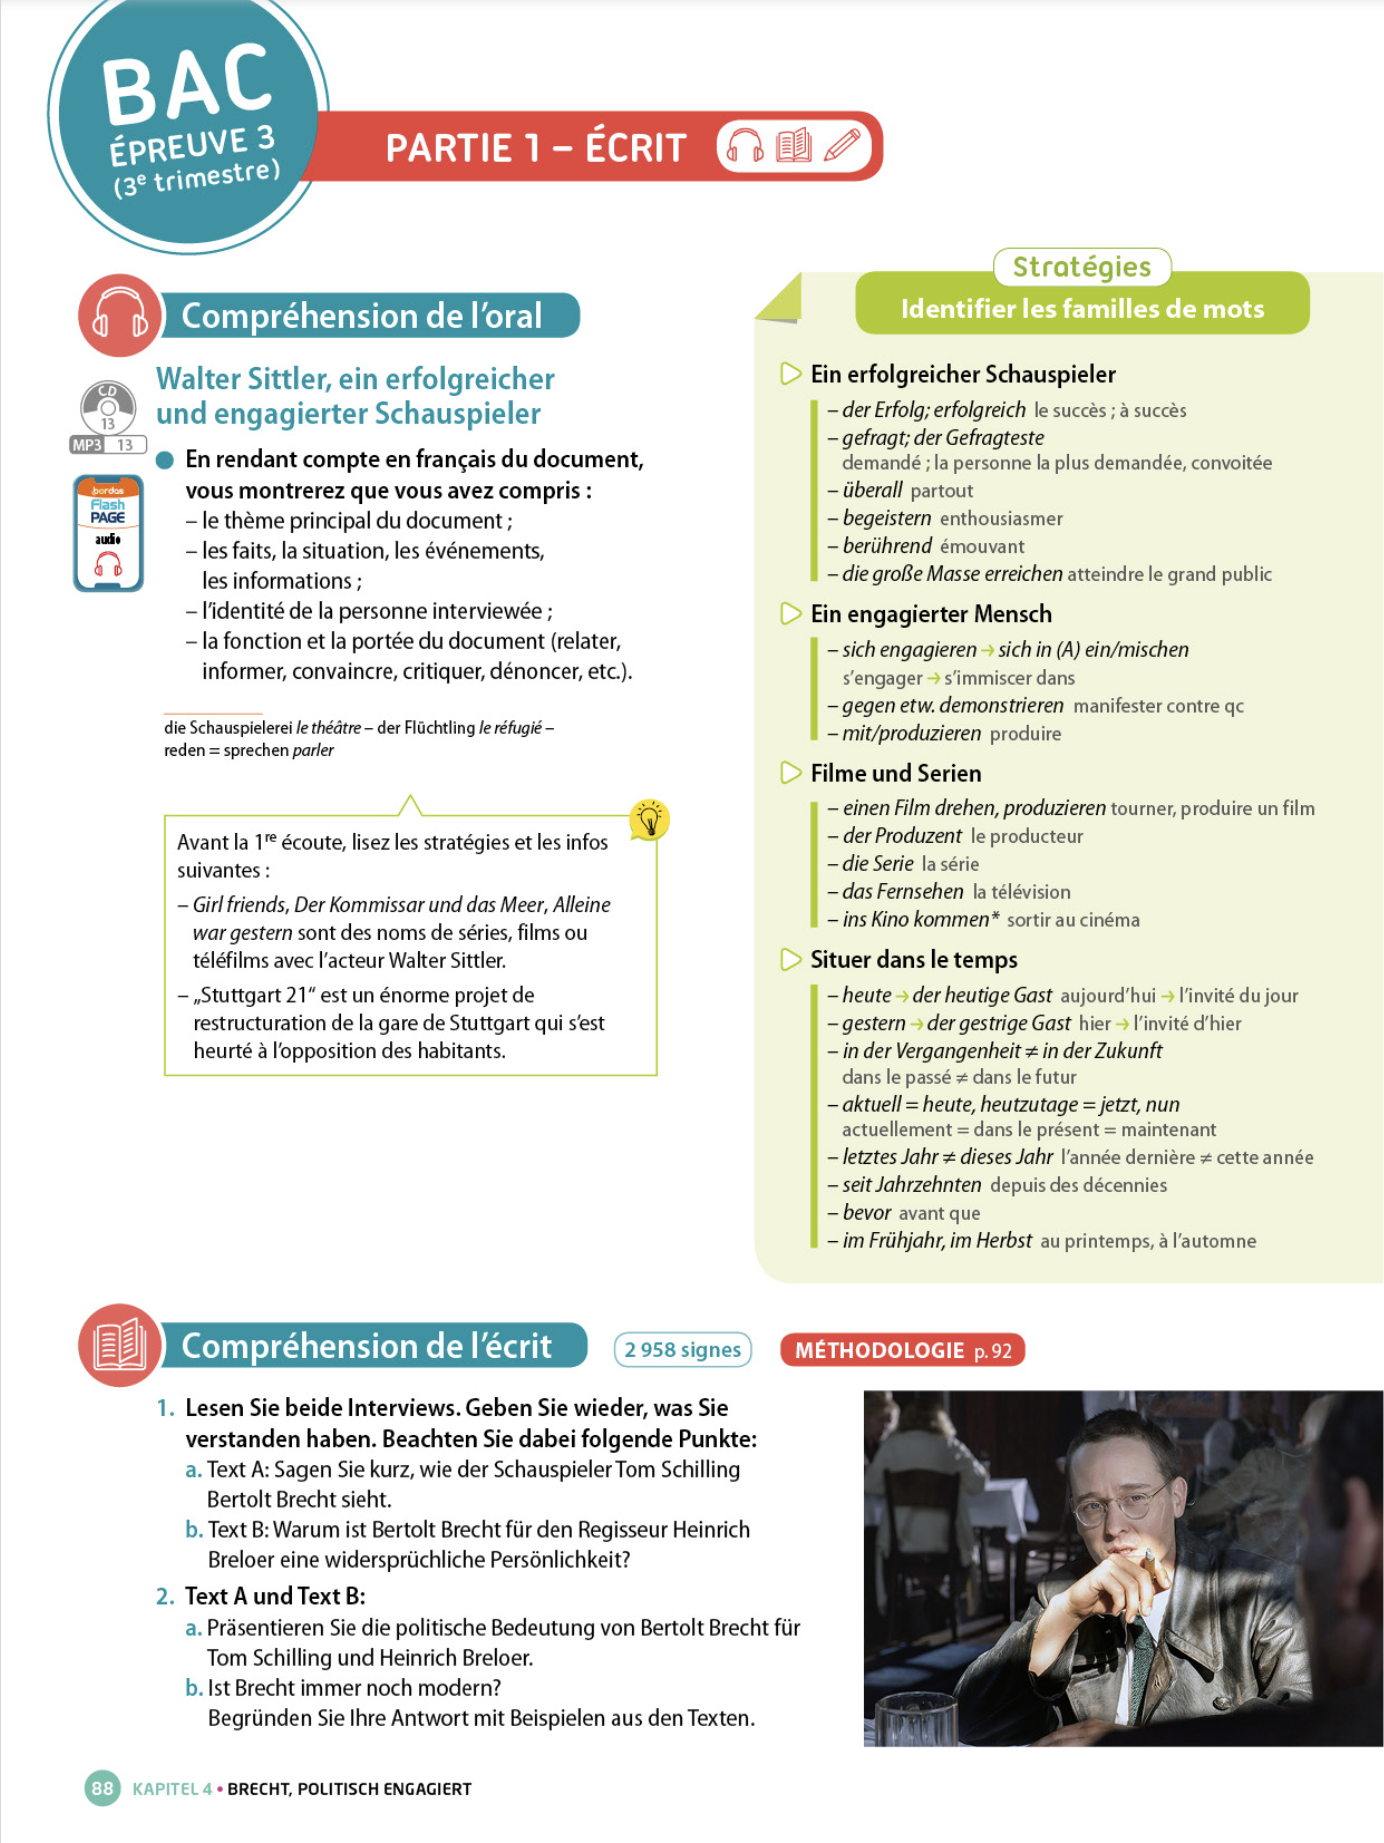 BAC
ÉPREUVE 3
(3e trimestre)
PARTIE 1 – ÉCRIT
Compréhension de l'oral
CD
13
MP3 13
bordas
Flash
PAGE
audio
Walter Sittler, ein erfolgreicher
und engagierter Schauspieler
● En rendant compte en français du document,
vous montrerez que vous avez compris :
– le thème principal du document ;
– les faits, la situation, les événements,
les informations ;
– l'identité de la personne interviewée ;
– la fonction et la portée du document (relater,
informer, convaincre, critiquer, dénoncer, etc.).
die Schauspielerei le théâtre – der Flüchtling le réfugié –
reden = sprechen parler
Avant la 1re écoute, lisez les stratégies et les infos
suivantes :
– Girl friends, Der Kommissar und das Meer, Alleine
war gestern sont des noms de séries, films ou
téléfilms avec l'acteur Walter Sittler.
– „Stuttgart 21“ est un énorme projet de
restructuration de la gare de Stuttgart qui s'est
heurté à l'opposition des habitants.
Stratégies
Identifier les familles de mots
Ein erfolgreicher Schauspieler
– der Erfolg; erfolgreich le succès ; à succès
– gefragt; der Gefragteste
demandé ; la personne la plus demandée, convoitée
– überall partout
– begeistern enthousiasmer
– berührend émouvant
– die große Masse erreichen atteindre le grand public
Ein engagierter Mensch
– sich engagieren → sich in (A) ein/mischen
s'engager → s'immiscer dans
– gegen etw. demonstrieren manifester contre qc
– mit/produzieren produire
Filme und Serien
– einen Film drehen, produzieren tourner, produire un film
– der Produzent le producteur
– die Serie la série
– das Fernsehen la télévision
– ins Kino kommen* sortir au cinéma
Situer dans le temps
– heute → der heutige Gast aujourd'hui → l'invité du jour
– gestern → der gestrige Gast hier → l'invité d'hier
– in der Vergangenheit ≠ in der Zukunft
dans le passé ≠ dans le futur
– aktuell = heute, heutzutage = jetzt, nun
actuellement = dans le présent = maintenant
– letztes Jahr ≠ dieses Jahr l'année dernière ≠ cette année
– seit Jahrzehnten depuis des décennies
– bevor avant que
– im Frühjahr, im Herbst au printemps, à l'automne
Compréhension de l'écrit
2 958 signes
MÉTHODOLOGIE p. 92
1. Lesen Sie beide Interviews. Geben Sie wieder, was Sie
verstanden haben. Beachten Sie dabei folgende Punkte:
a. Text A: Sagen Sie kurz, wie der Schauspieler Tom Schilling
Bertolt Brecht sieht.
b. Text B: Warum ist Bertolt Brecht für den Regisseur Heinrich
Breloer eine widersprüchliche Persönlichkeit?
2. Text A und Text B:
a. Präsentieren Sie die politische Bedeutung von Bertolt Brecht für
Tom Schilling und Heinrich Breloer.
b. Ist Brecht immer noch modern?
Begründen Sie Ihre Antwort mit Beispielen aus den Texten.
88 KAPITEL 4 • BRECHT, POLITISCH ENGAGIERT